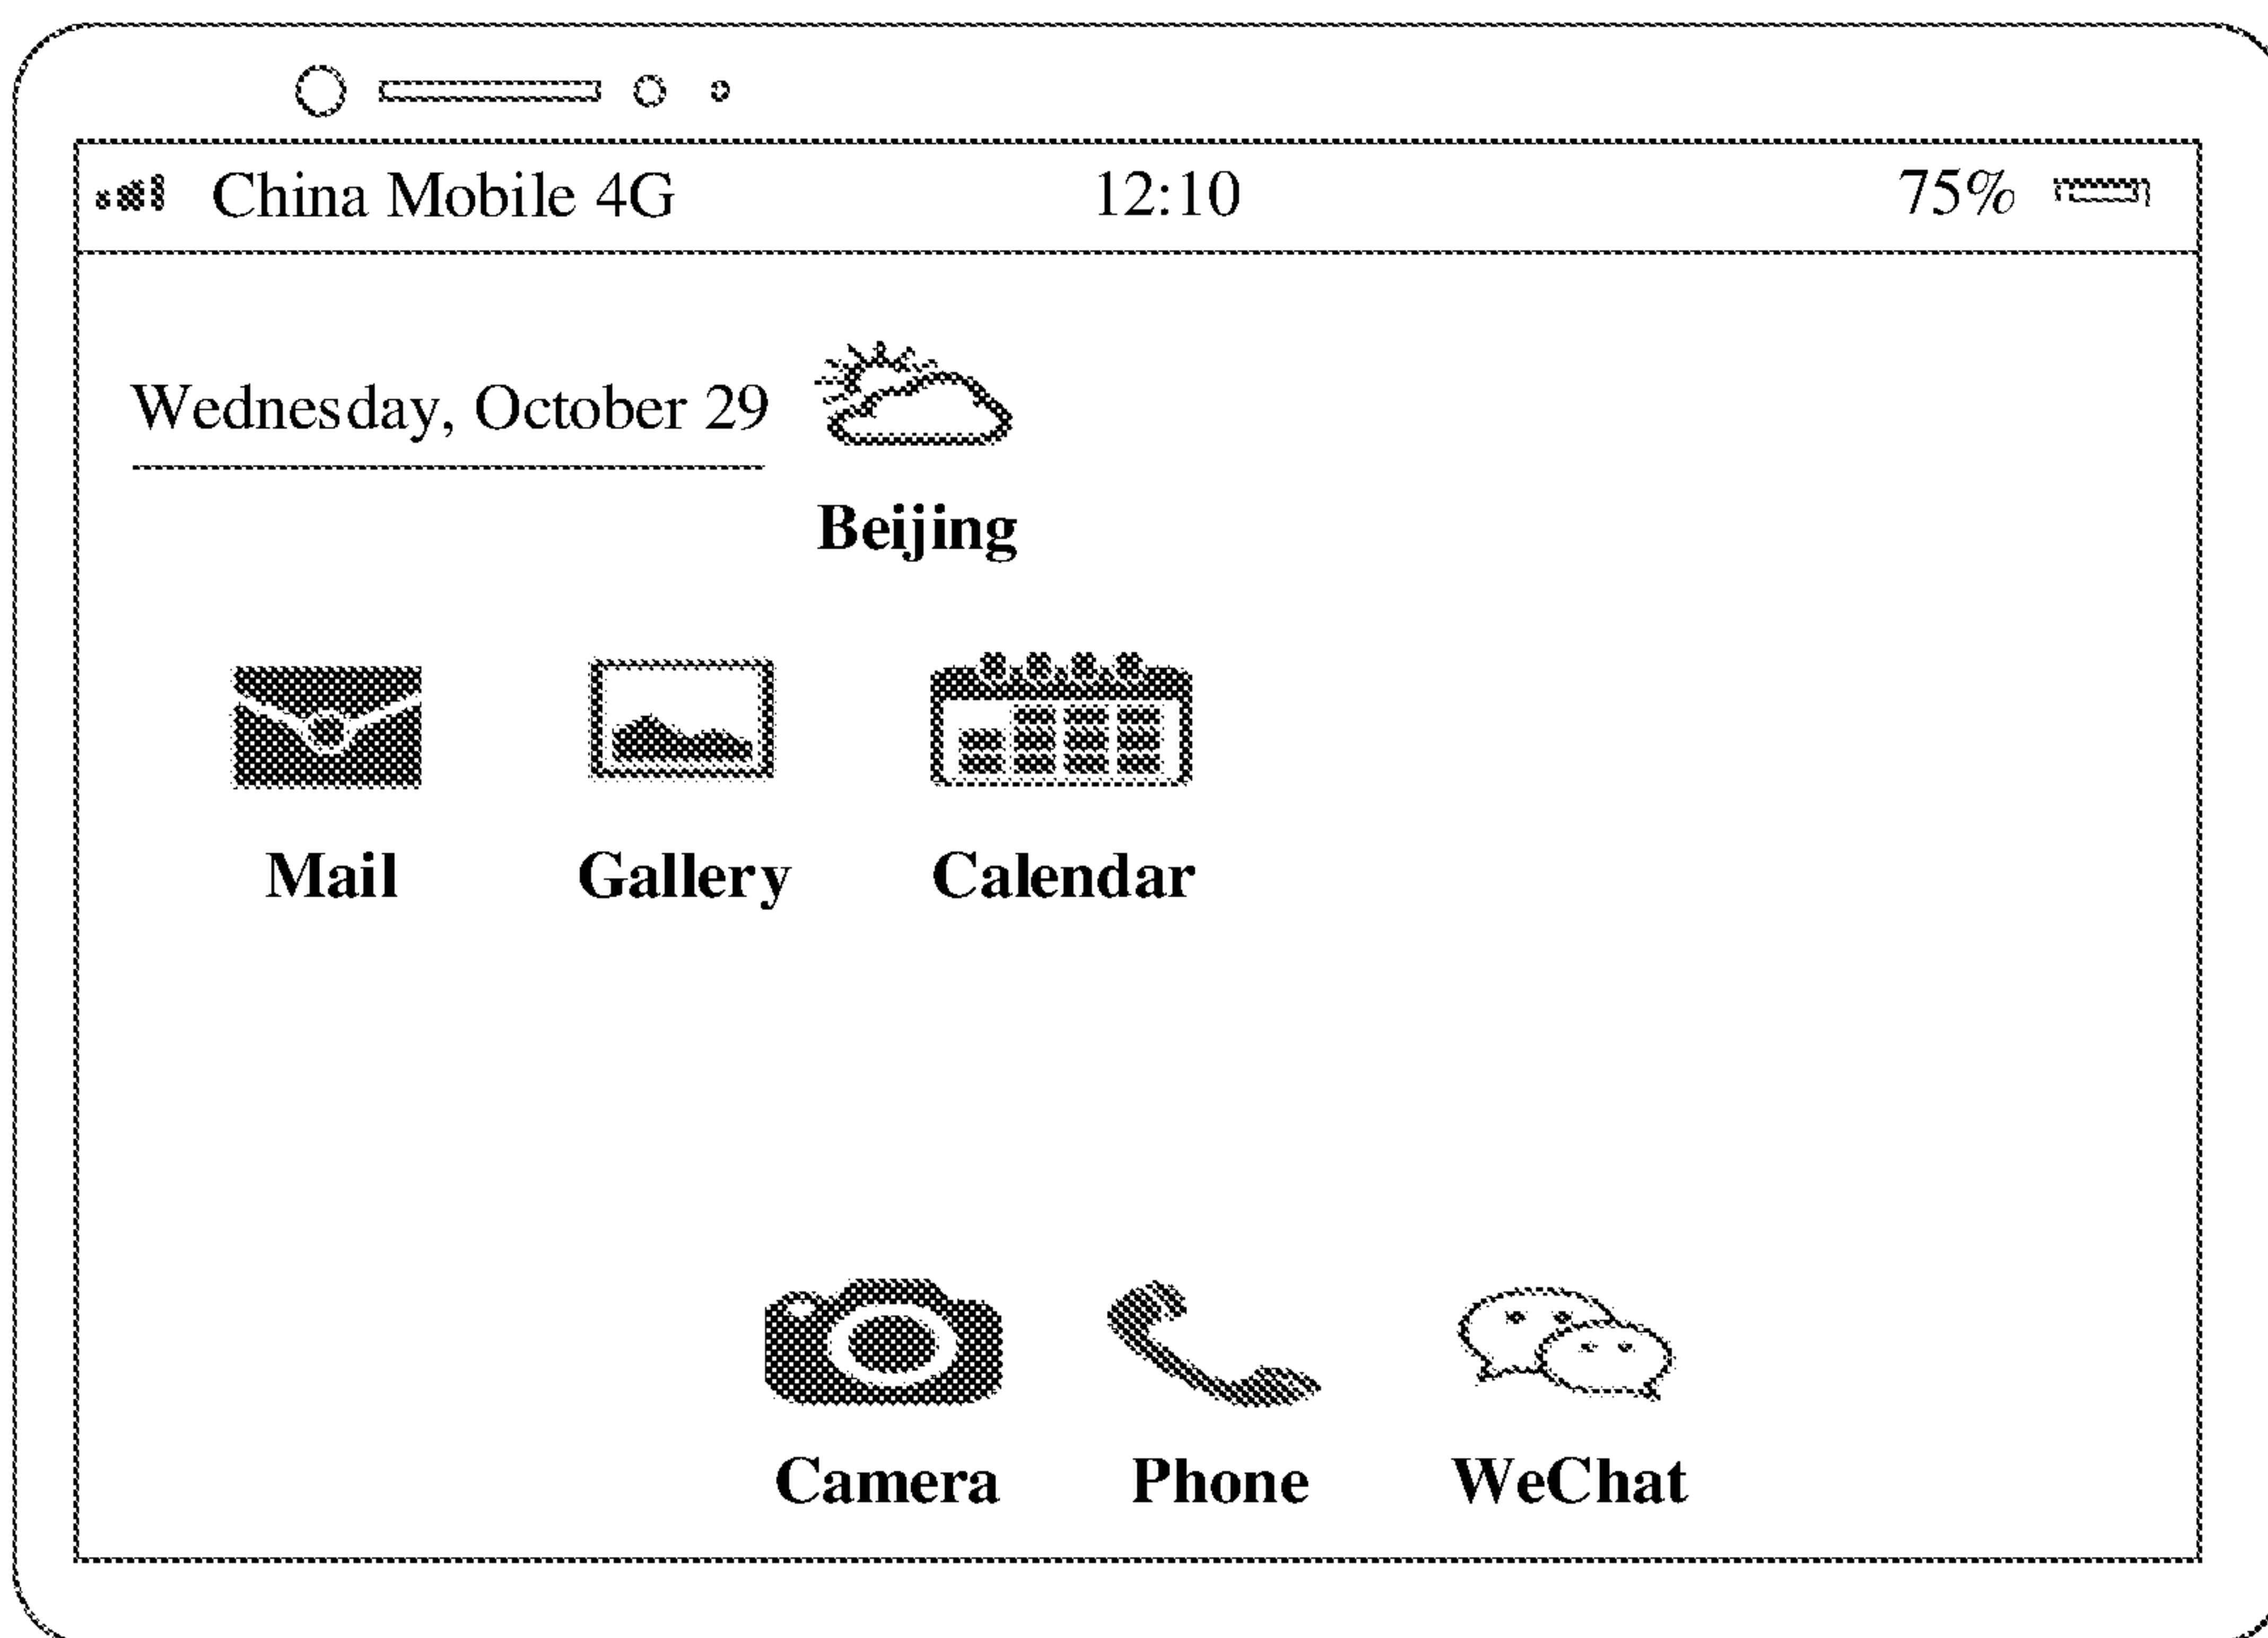 China Mobile 4G 12:10 75%
Wednesday, October 29
Beijing
Mail Gallery Calendar
Camera Phone WeChat